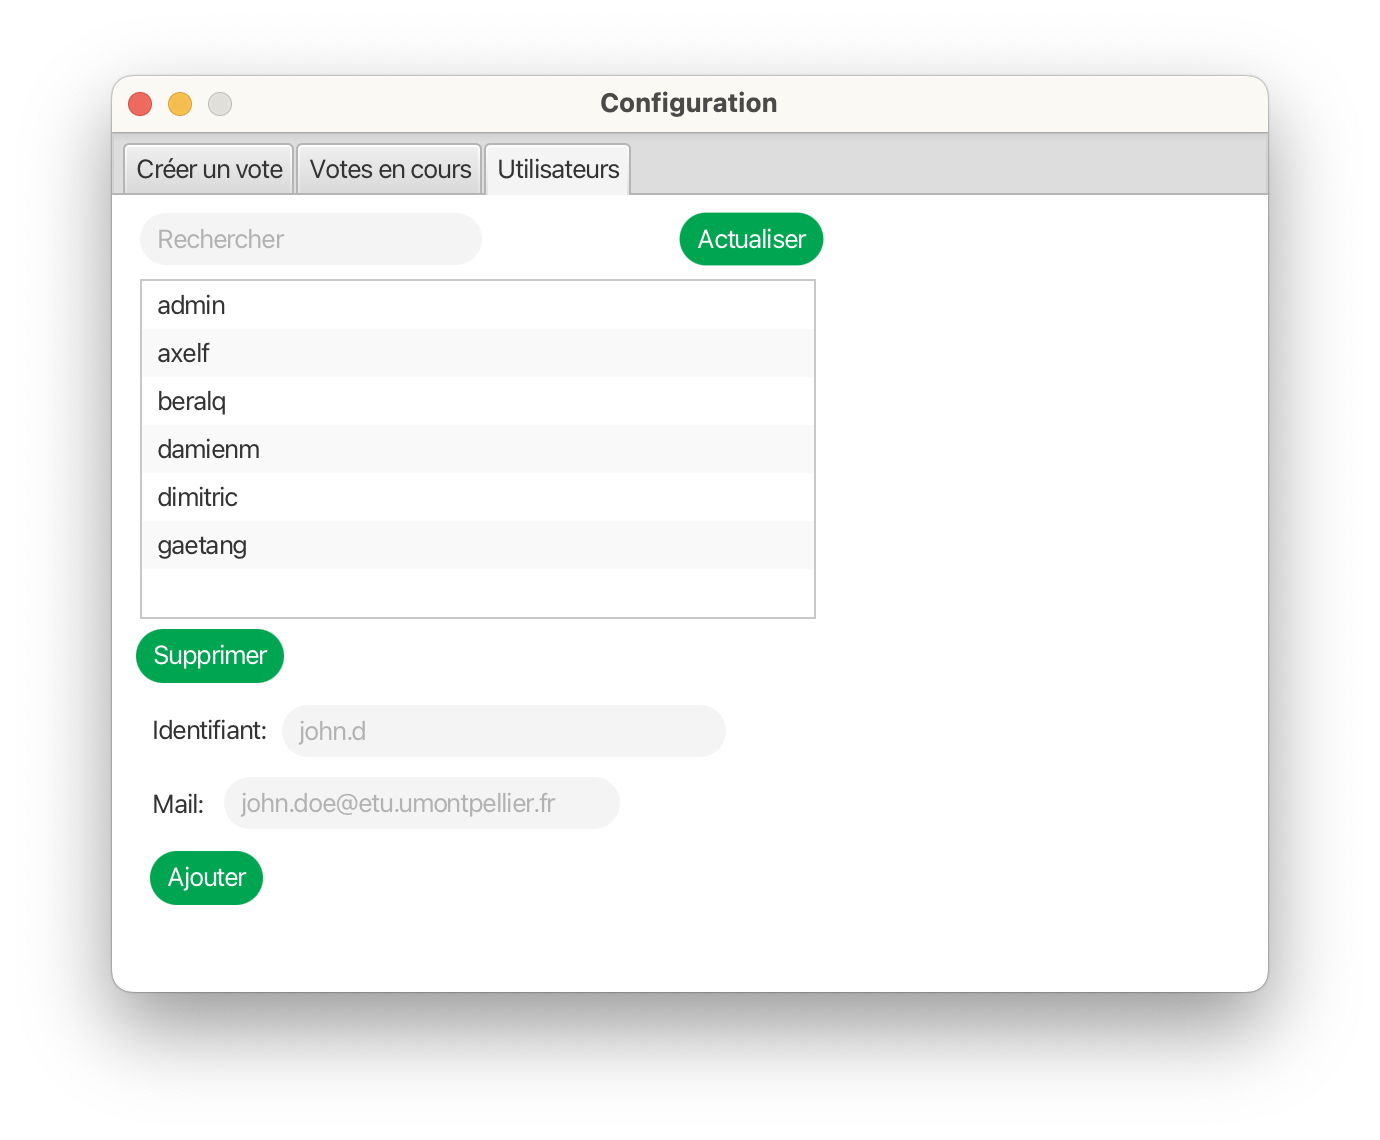 Configuration
Créer un vote Votes en cours Utilisateurs
Rechercher Actualiser
admin
axelf
beralq
damienm
dimitric
gaetang
Supprimer
Identifiant: john.d
Mail: john.doe@etu.umontpellier.fr
Ajouter